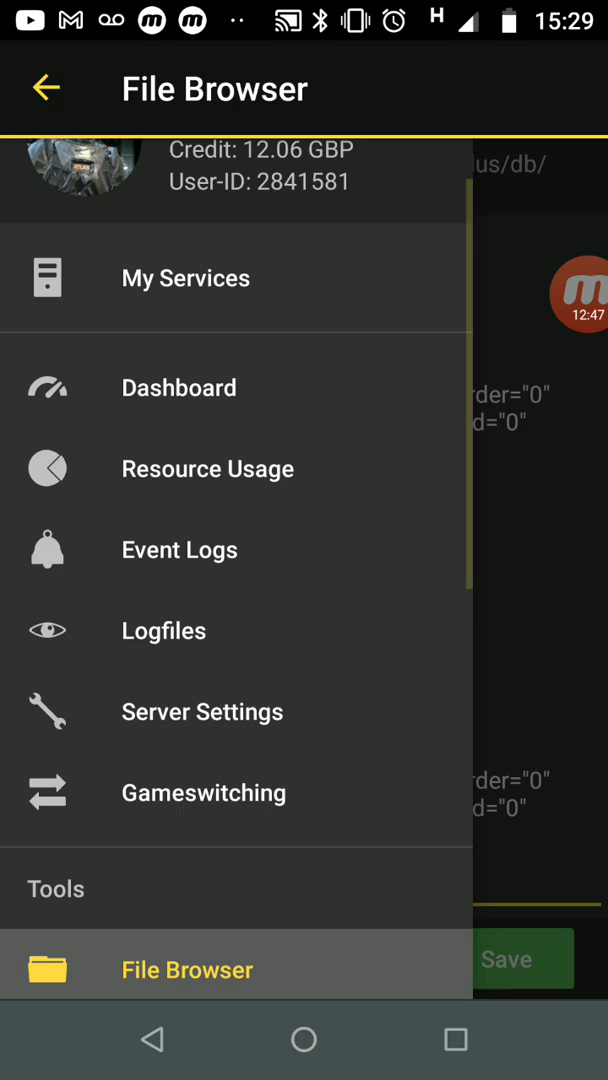 H 15:29
File Browser
Credit: 12.06 GBP
User-ID: 2841581
lus/db/
My Services
12:47
Dashboard
rder="0"
d="0"
Resource Usage
Event Logs
Logfiles
Server Settings
Gameswitching
rder="0"
d="0"
Tools
Save
File Browser